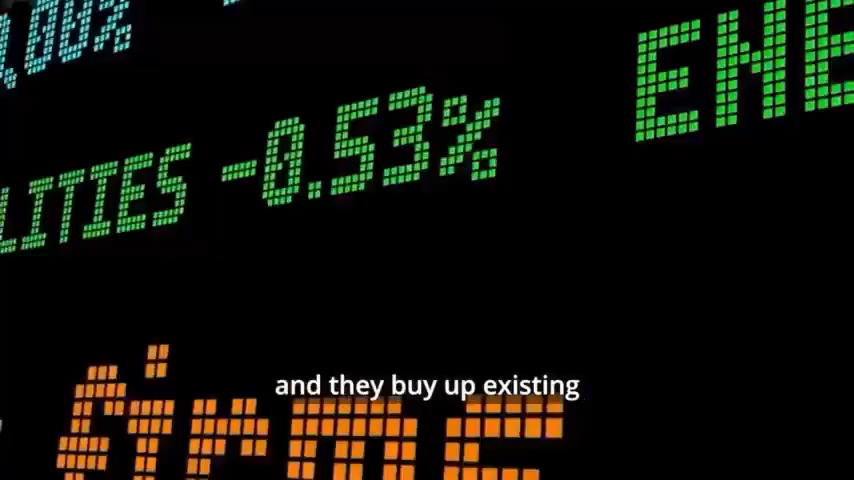 .00%
LITIES -0.53% ENE
and they buy up existing